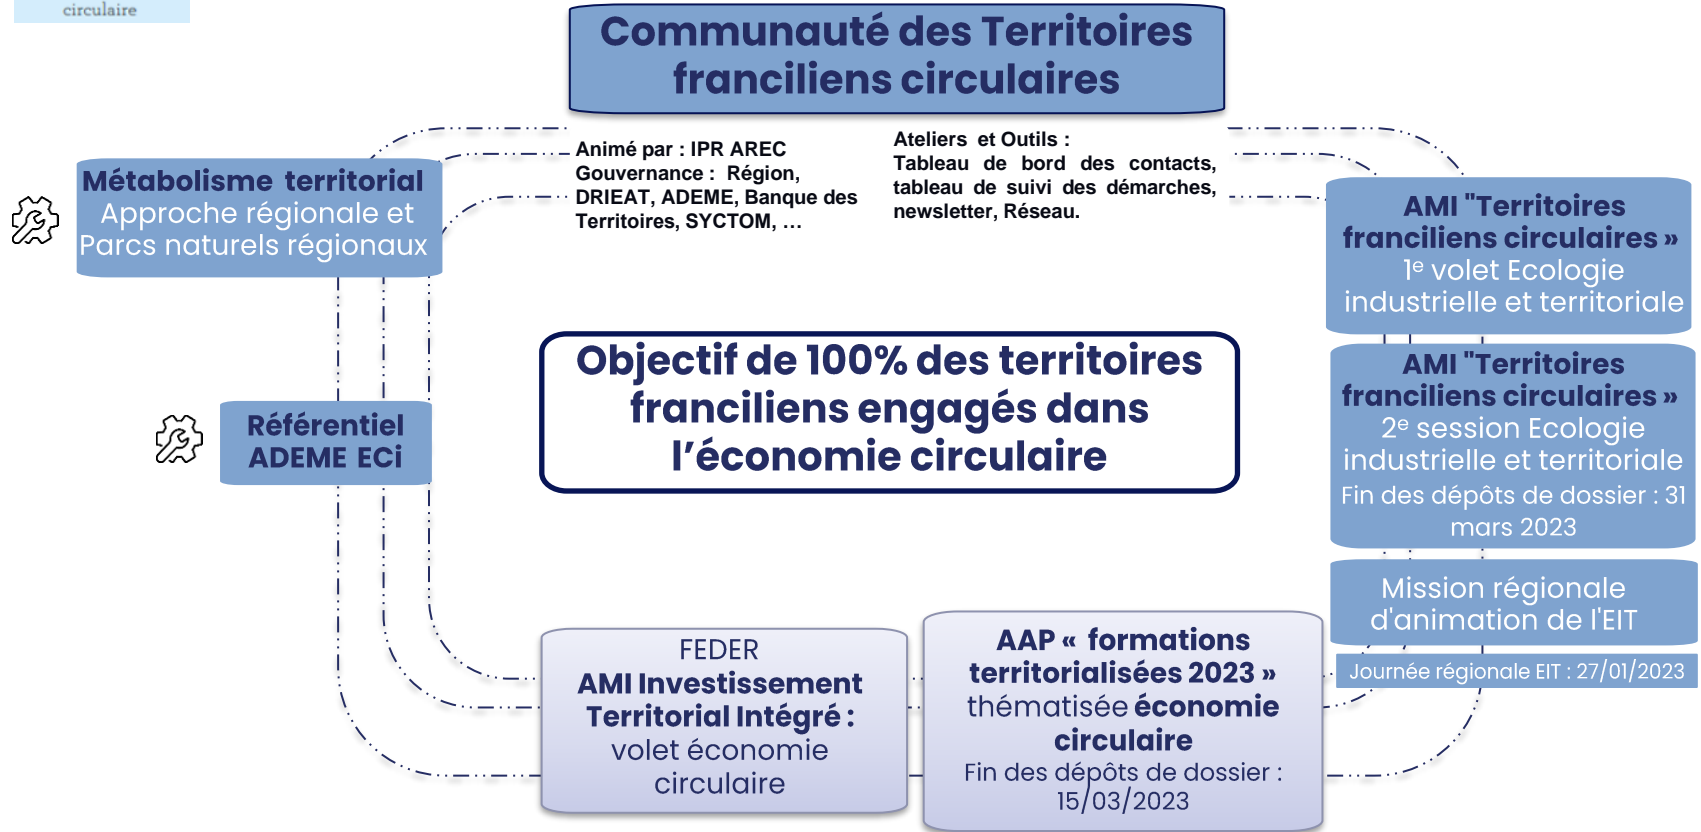 circulaire
Communauté des Territoires
franciliens circulaires
Animé par : IPR AREC
Gouvernance : Région,
DRIEAT, ADEME, Banque des
Territoires, SYCTOM, ...
Ateliers et Outils :
Tableau de bord des contacts,
tableau de suivi des démarches,
newsletter, Réseau.
Métabolisme territorial
Approche régionale et
Parcs naturels régionaux
Référentiel
ADEME ECi
Objectif de 100% des territoires
franciliens engagés dans
l'économie circulaire
AMI "Territoires
franciliens circulaires »
1e volet Ecologie
industrielle et territoriale
AMI "Territoires
franciliens circulaires »
2e session Ecologie
industrielle et territoriale
Fin des dépôts de dossier : 31
mars 2023
Mission régionale
d'animation de l'EIT
Journée régionale EIT : 27/01/2023
FEDER
AMI Investissement
Territorial Intégré :
volet économie
circulaire
AAP « formations
territorialisées 2023 »
thématisée économie
circulaire
Fin des dépôts de dossier :
15/03/2023